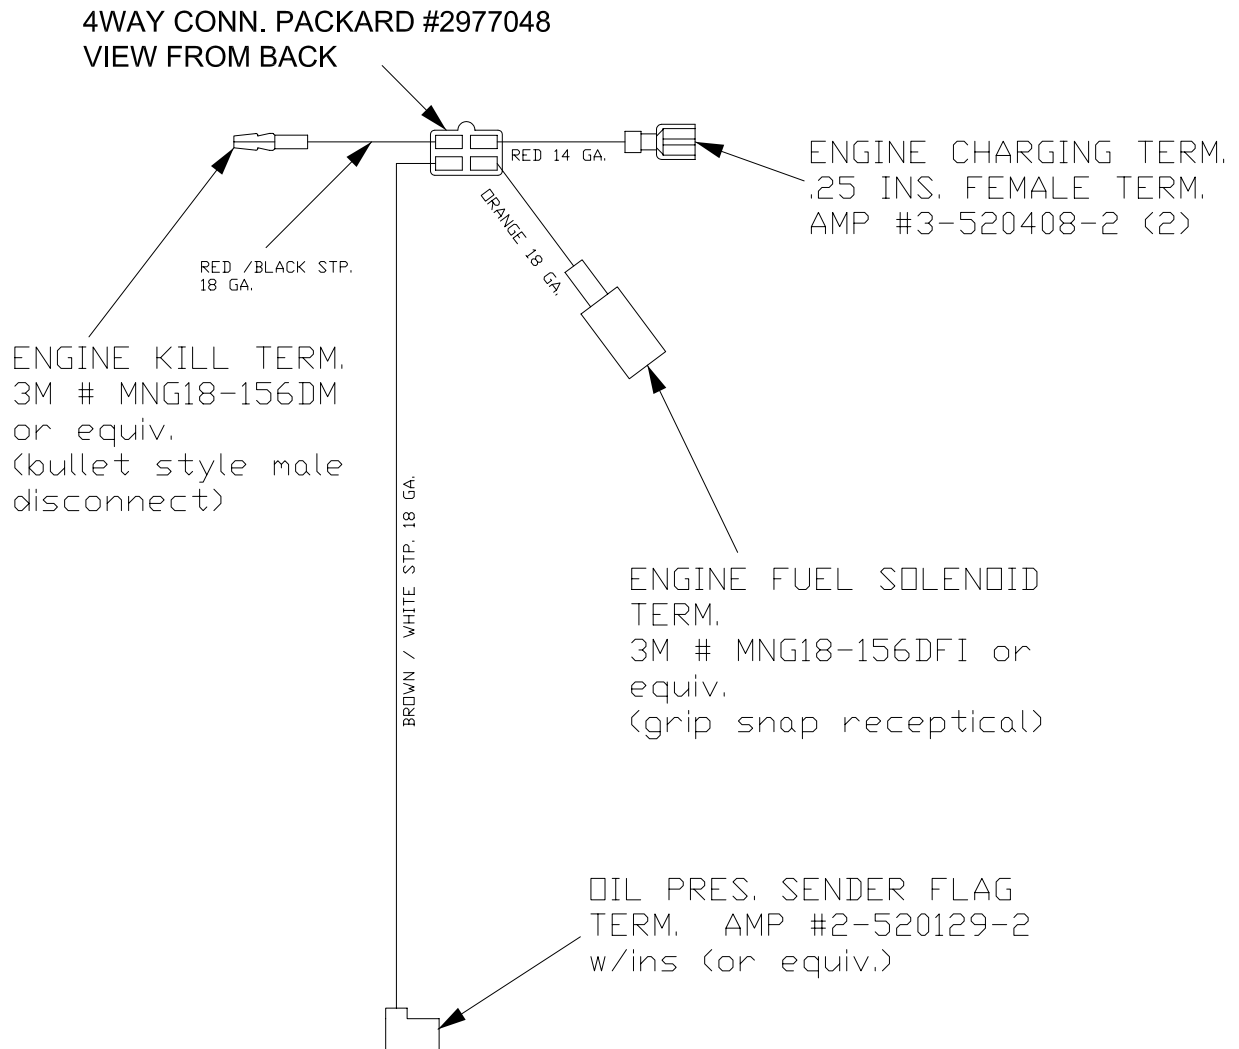 4WAY CONN. PACKARD #2977048
VIEW FROM BACK
RED 14 GA.
ENGINE CHARGING TERM.
.25 INS. FEMALE TERM.
AMP #3-520408-2 (2)
ORANGE 18 GA.
RED /BLACK STP.
18 GA.
ENGINE KILL TERM.
3M # MNG18-156DM
or equiv.
(bullet style male
disconnect)
BROWN / WHITE STP. 18 GA.
ENGINE FUEL SOLENOID
TERM.
3M # MNG18-156DFI or
equiv.
(grip snap receptical)
OIL PRES. SENDER FLAG
TERM. AMP #2-520129-2
w/ins (or equiv.)